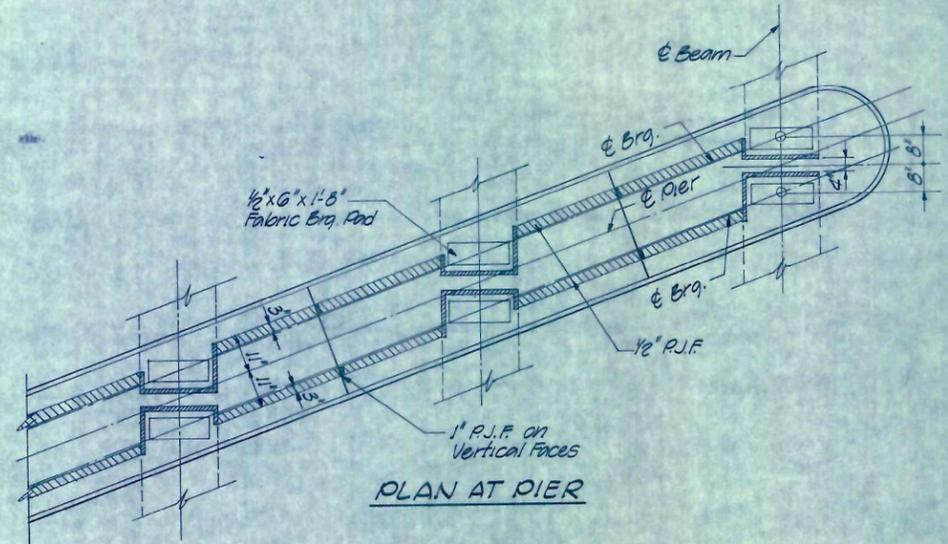 ℄ Beam
℄ Brg.
8"
8"
4"
½"x6"x1'-8"
Fabric Brg. Pad
℄ Pier
℄ Brg.
3"
11"
11"
3"
½" P.J.F.
1" P.J.F. on
Vertical Faces
PLAN AT PIER